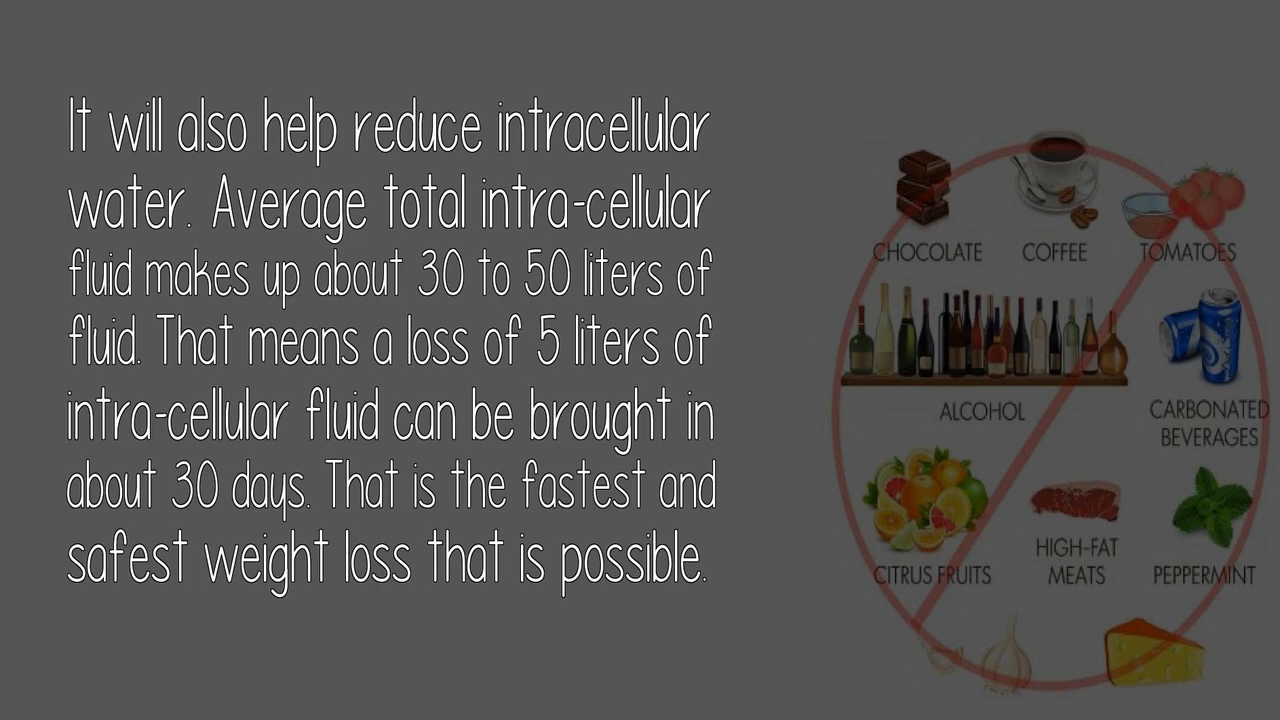 It will also help reduce intracellular
water. Average total intra-cellular
fluid makes up about 30 to 50 liters of
fluid. That means a loss of 5 liters of
intra-cellular fluid can be brought in
about 30 days. That is the fastest and
safest weight loss that is possible.
CHOCOLATE
COFFEE
TOMATOES
ALCOHOL
CARBONATED
BEVERAGES
CITRUS FRUITS
HIGH-FAT
MEATS
PEPPERMINT